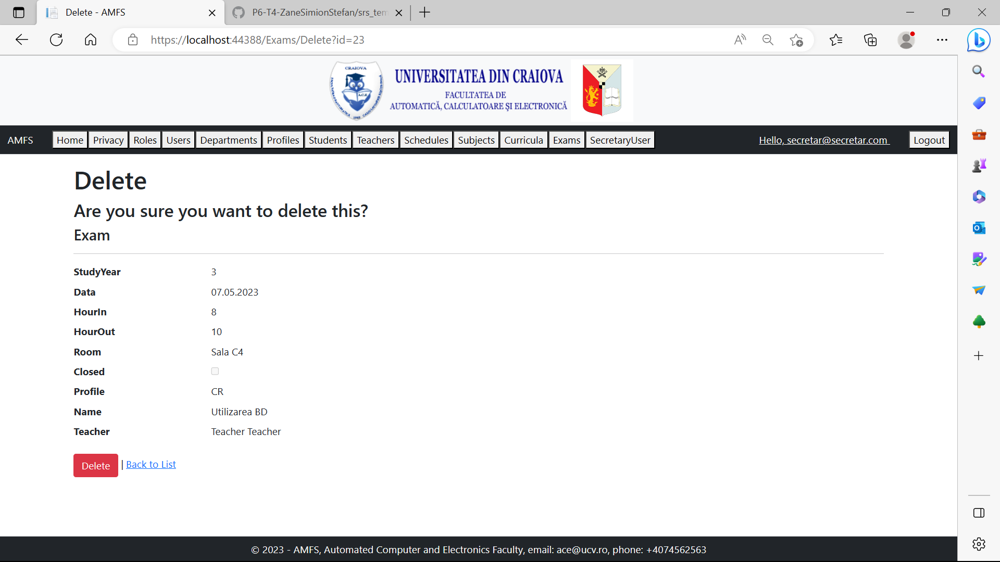 Delete - AMFS
P6-T4-ZaneSimionStefan/srs_tem
https://localhost:44388/Exams/Delete?id=23
CRAIOVA
A.C.E
1965
UNIVERSITATEA DIN CRAIOVA
FACULTATEA DE
AUTOMATICĂ, CALCULATOARE ȘI ELECTRONICĂ
AMFS Home Privacy Roles Users Departments Profiles Students Teachers Schedules Subjects Curricula Exams SecretaryUser Hello, secretar@secretar.com Logout
Delete
Are you sure you want to delete this?
Exam
StudyYear 3
Data 07.05.2023
HourIn 8
HourOut 10
Room Sala C4
Closed
Profile CR
Name Utilizarea BD
Teacher Teacher Teacher
Delete | Back to List
© 2023 - AMFS, Automated Computer and Electronics Faculty, email: ace@ucv.ro, phone: +4074562563